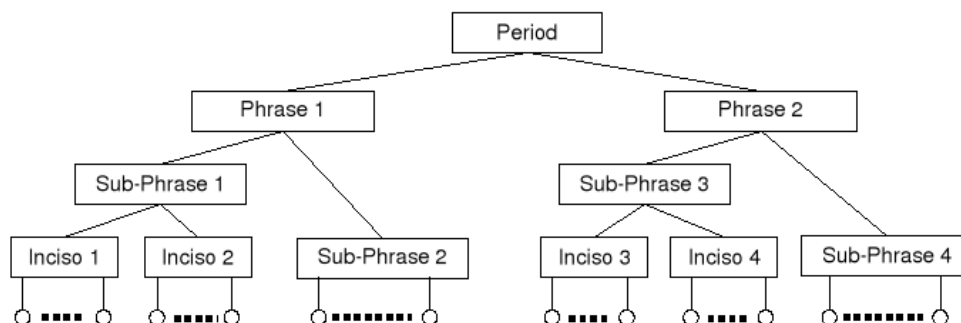 Period
Phrase 1
Phrase 2
Sub-Phrase 1
Sub-Phrase 3
Inciso 1
Inciso 2
Sub-Phrase 2
Inciso 3
Inciso 4
Sub-Phrase 4